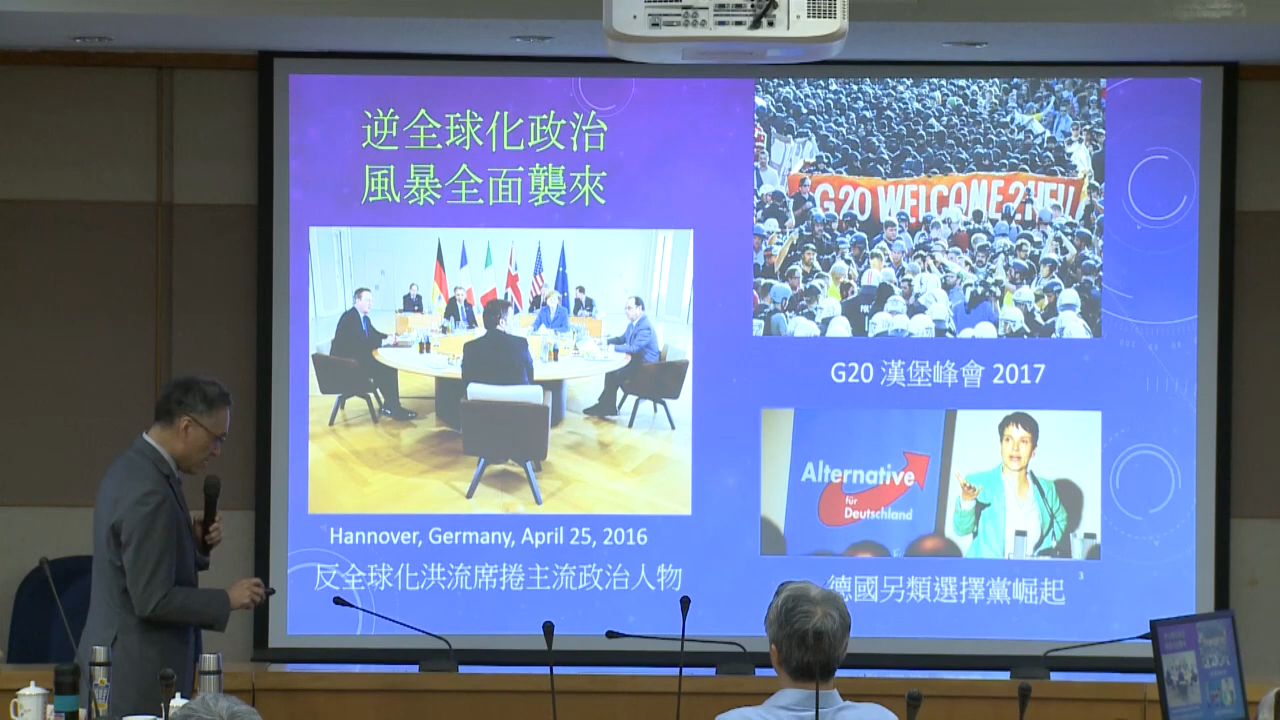 逆全球化政治
風暴全面襲來
Hannover, Germany, April 25, 2016
反全球化洪流席捲主流政治人物
G20 WELCOME 2 HELL
G20 漢堡峰會 2017
Alternative
für
Deutschland
德國另類選擇黨崛起
3